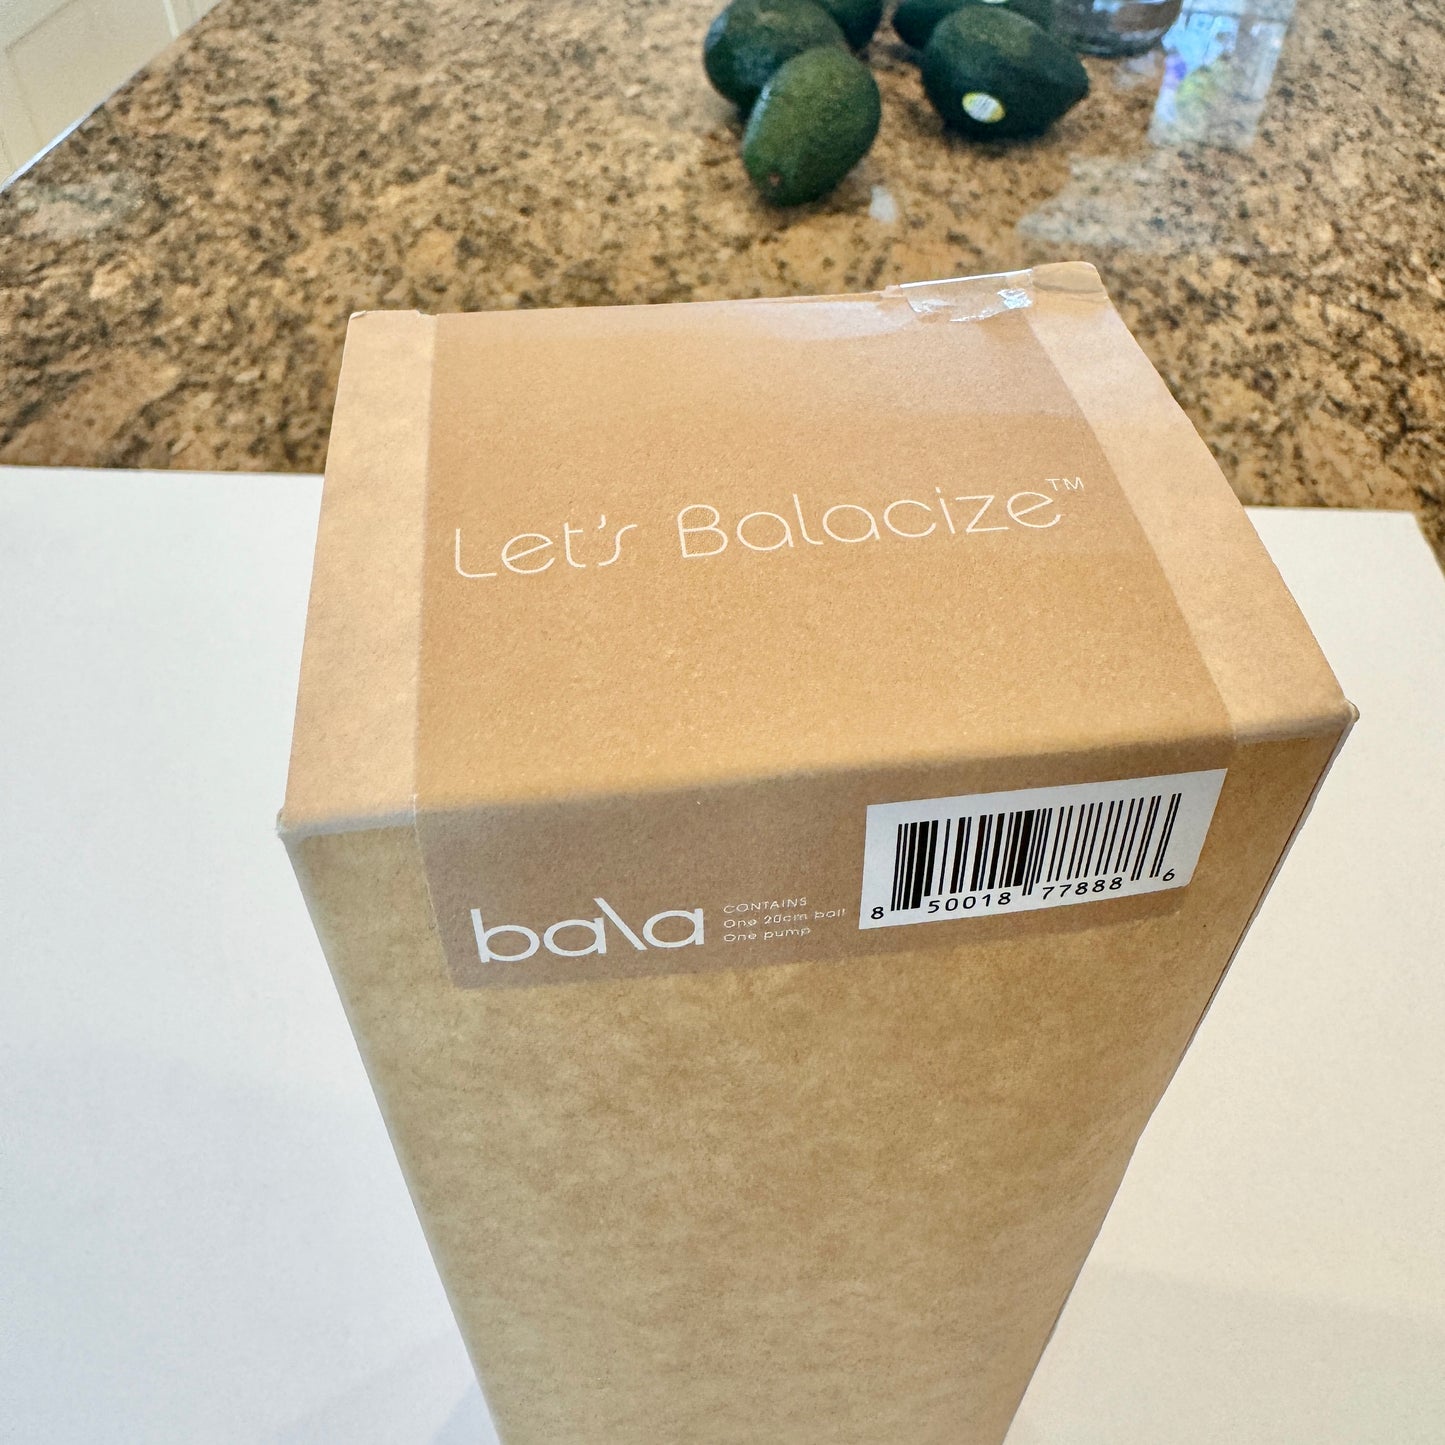 Let's Balacize™
bala
CONTAINS
One 20cm ball
One pump
8 50018 77888 6